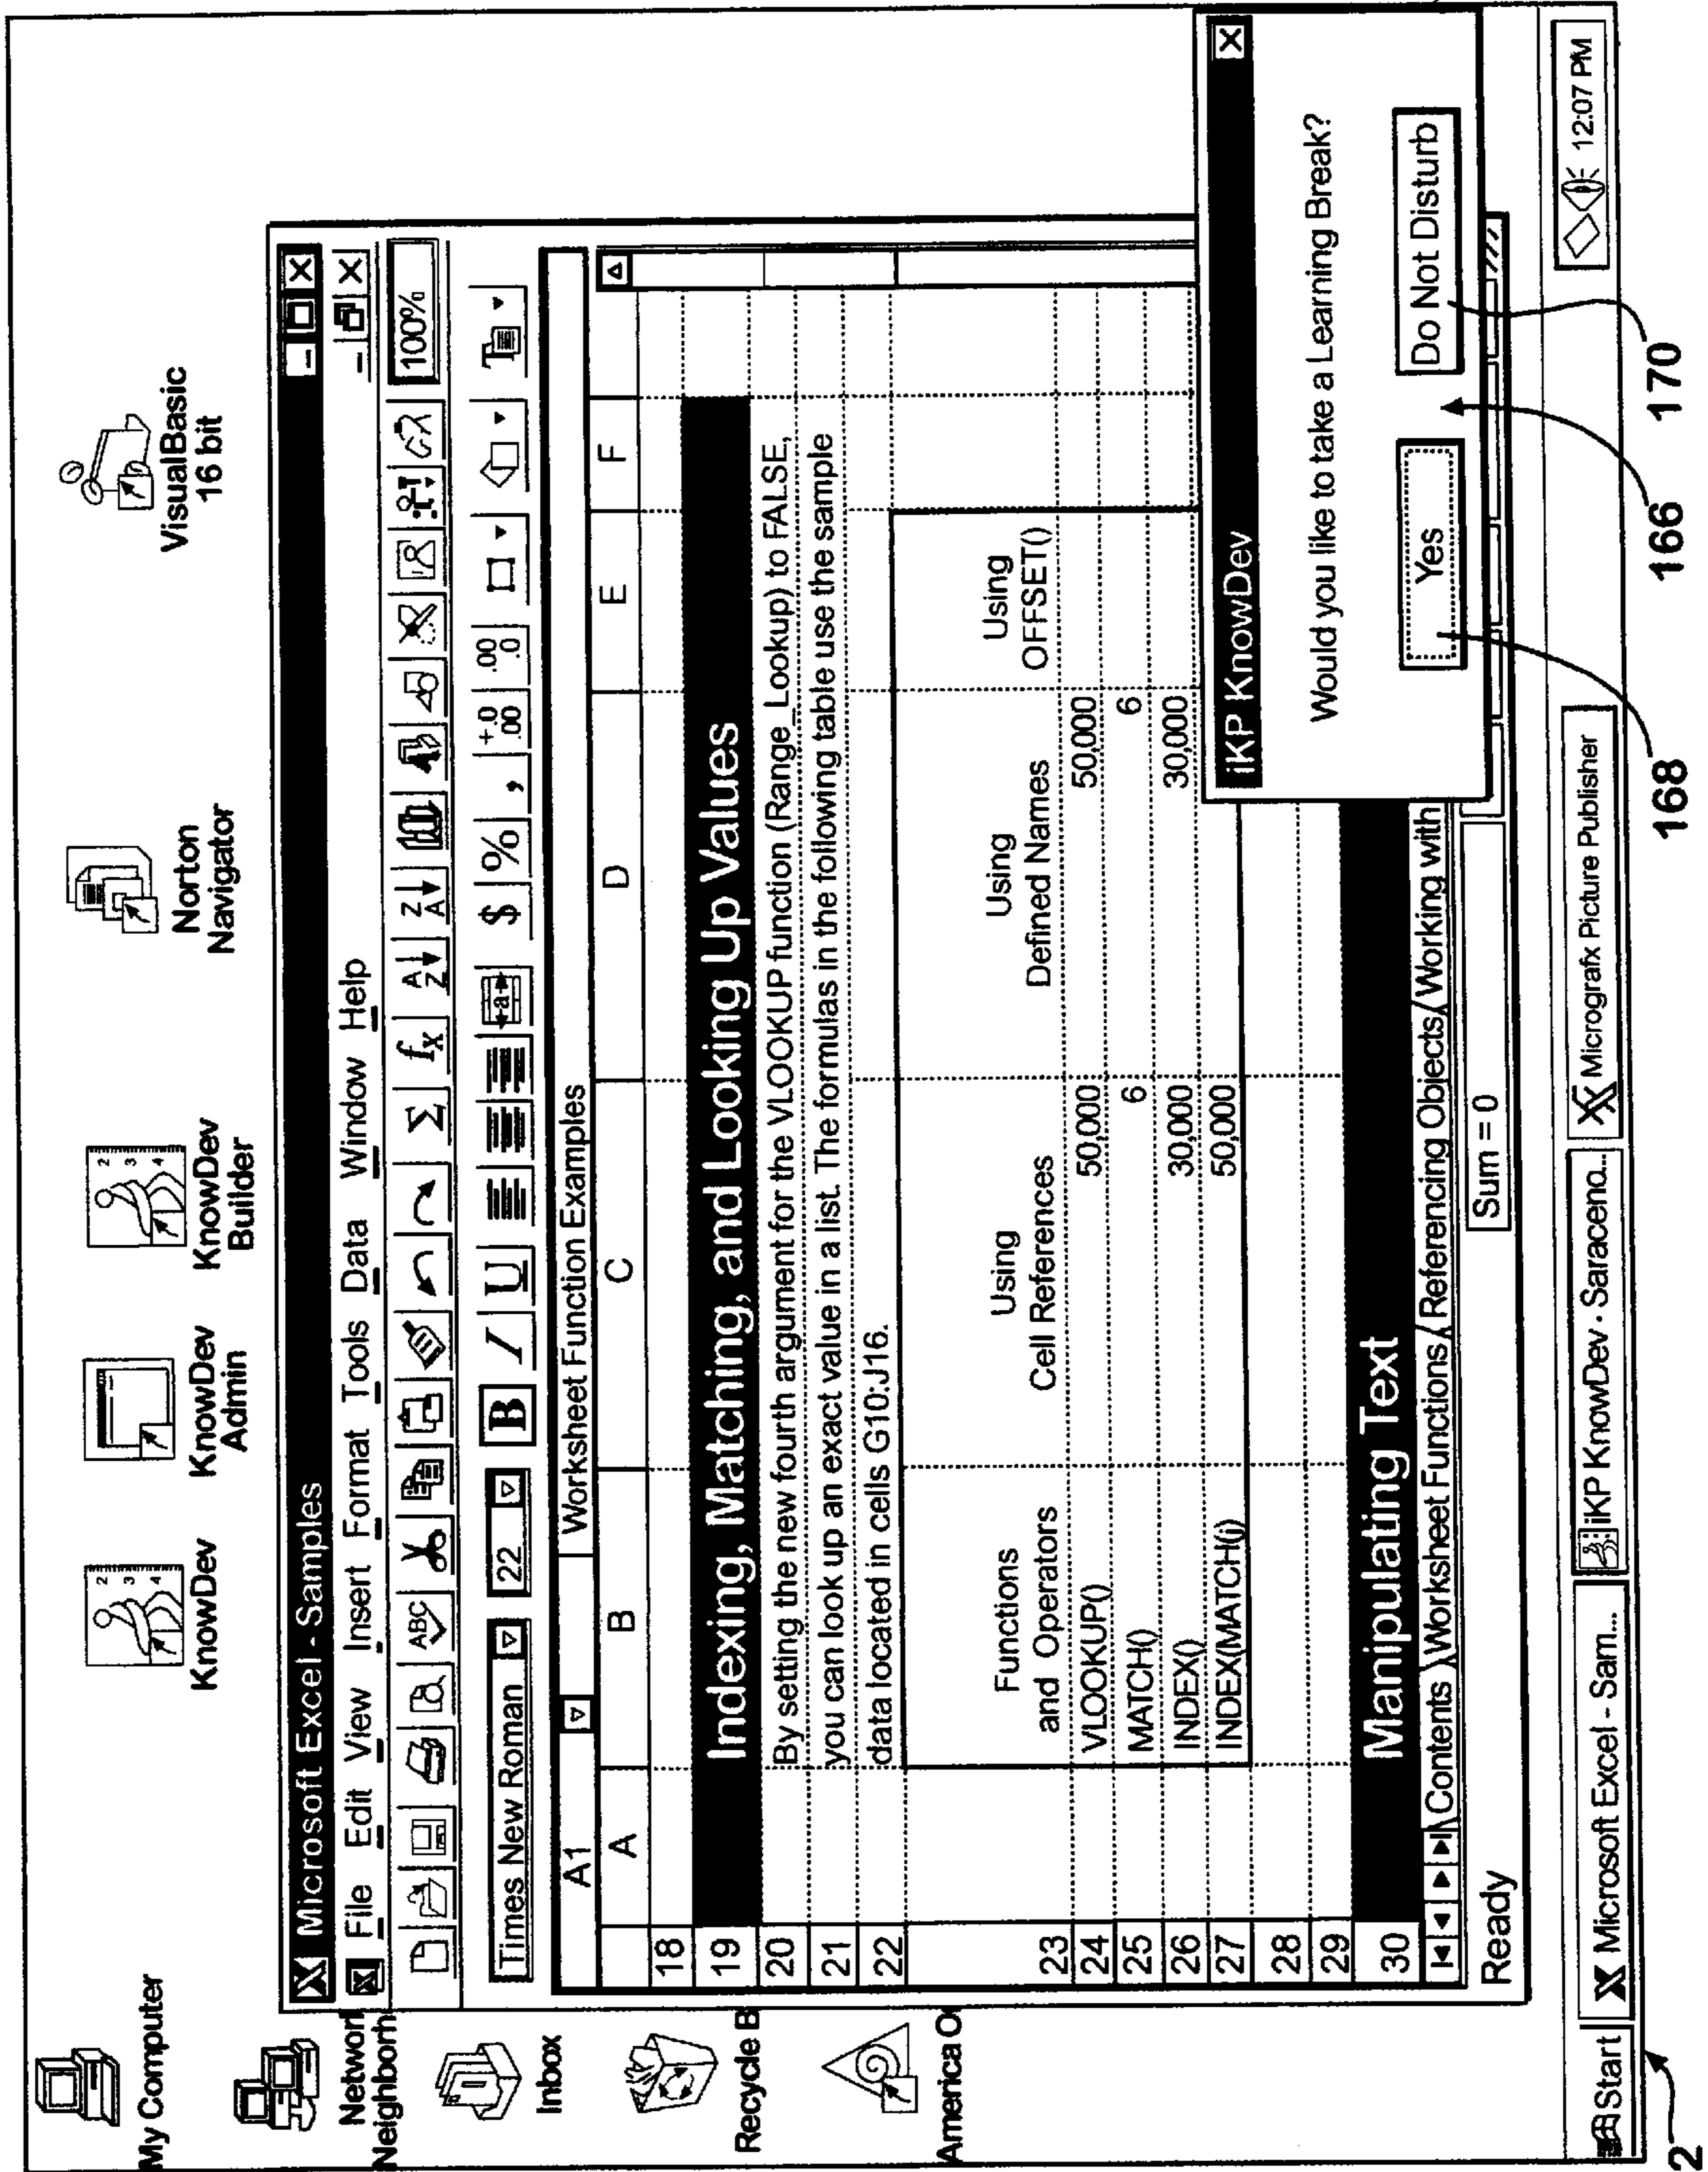 My Computer
Network
Neighborh
Inbox
Recycle B
America O
KnowDev
KnowDev
Admin
KnowDev
Builder
Norton
Navigator
VisualBasic
16 bit
Microsoft Excel - Samples
File Edit View Insert Format Tools Data Window Help
ABC Σ fx A Z Z A 100%
Times New Roman 22 B I U a $ % , +.0 .00 .00 .0
A1 Worksheet Function Examples
A B C D E F
18
19 Indexing, Matching, and Looking Up Values
20 By setting the new fourth argument for the VLOOKUP function (Range_Lookup) to FALSE,
21 you can look up an exact value in a list. The formulas in the following table use the sample
22 data located in cells G10:J16.
Functions Using Using Using
23 and Operators Cell References Defined Names OFFSET()
24 VLOOKUP() 50,000 50,000
25 MATCH() 6 6
26 INDEX() 30,000 30,000
27 INDEX(MATCH()) 50,000
28
29
30 Manipulating Text
Contents Worksheet Functions Referencing Objects Working with
Ready Sum = 0
iKP KnowDev X
Would you like to take a Learning Break?
Yes Do Not Disturb
Start Microsoft Excel - Sam... iKP KnowDev - Saraceno... Micrografx Picture Publisher 12:07 PM
2 168 166 170